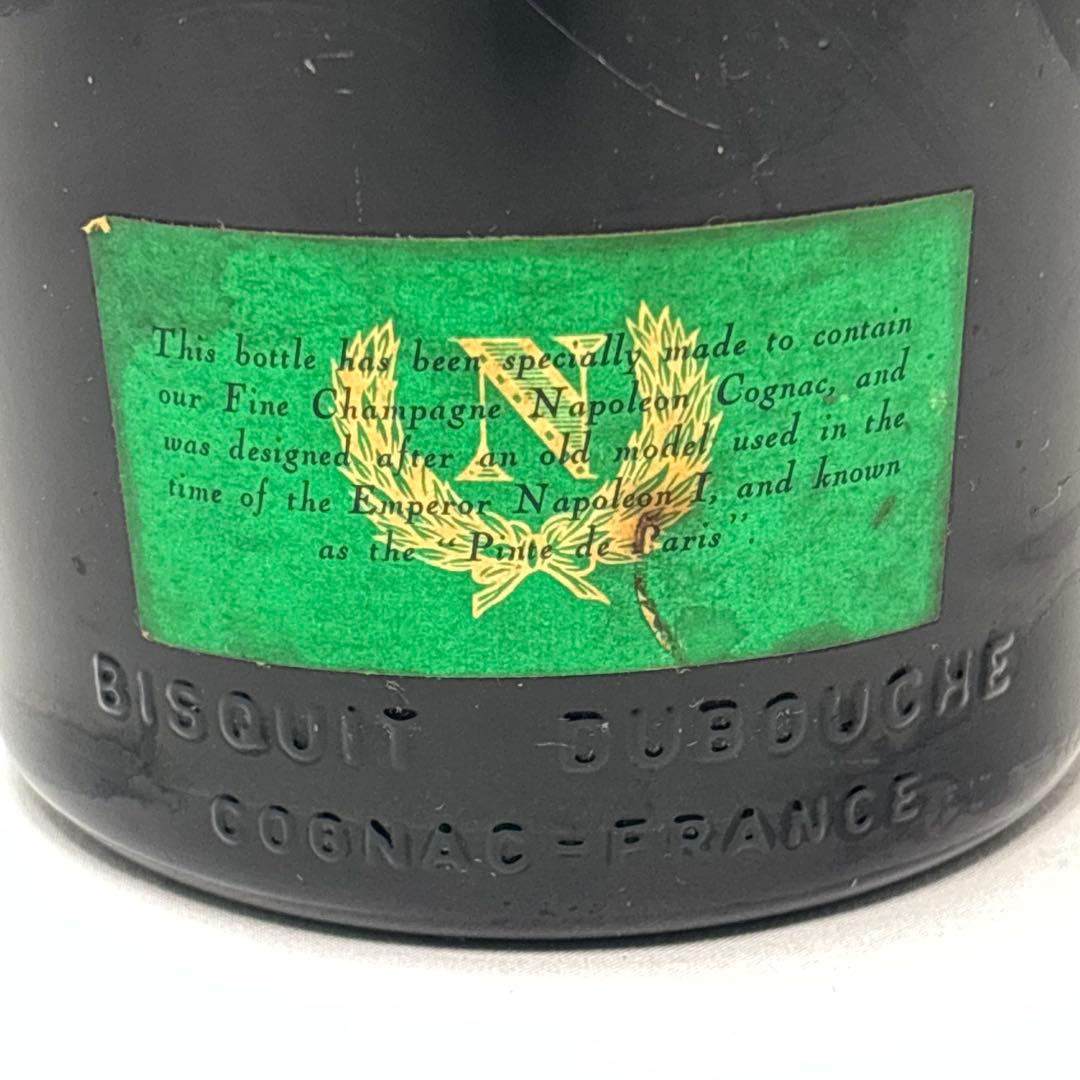 N
This bottle has been specially made to contain
our Fine Champagne Napoleon Cognac, and
was designed after an old model used in the
time of the Emperor Napoleon I, and known
as the “Pinte de Paris”.
BISQUIT DUBOUCHE
COGNAC-FRANCE